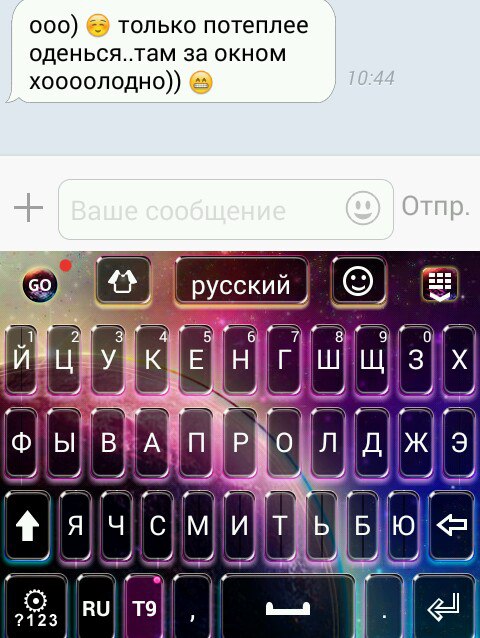 ооо) ☺️ только потеплее
оденься..там за окном
хоооолодно)) 😁
10:44
Ваше сообщение
Отпр.
GO
русский
1 2 3 4 5 6 7 8 9 0
Й Ц У К Е Н Г Ш Щ З Х
Ф Ы В А П Р О Л Д Ж Э
Я Ч С М И Т Ь Б Ю
?123 RU T9 , .